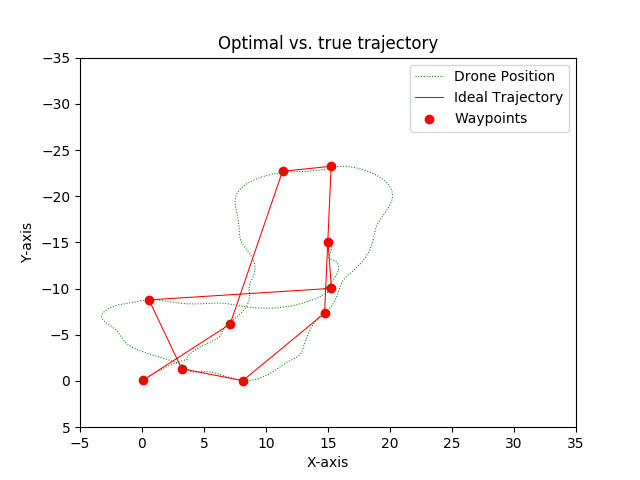 Optimal vs. true trajectory
Drone Position
Ideal Trajectory
Waypoints
Y-axis
−35
−30
−25
−20
−15
−10
−5
0
5
−5 0 5 10 15 20 25 30 35
X-axis